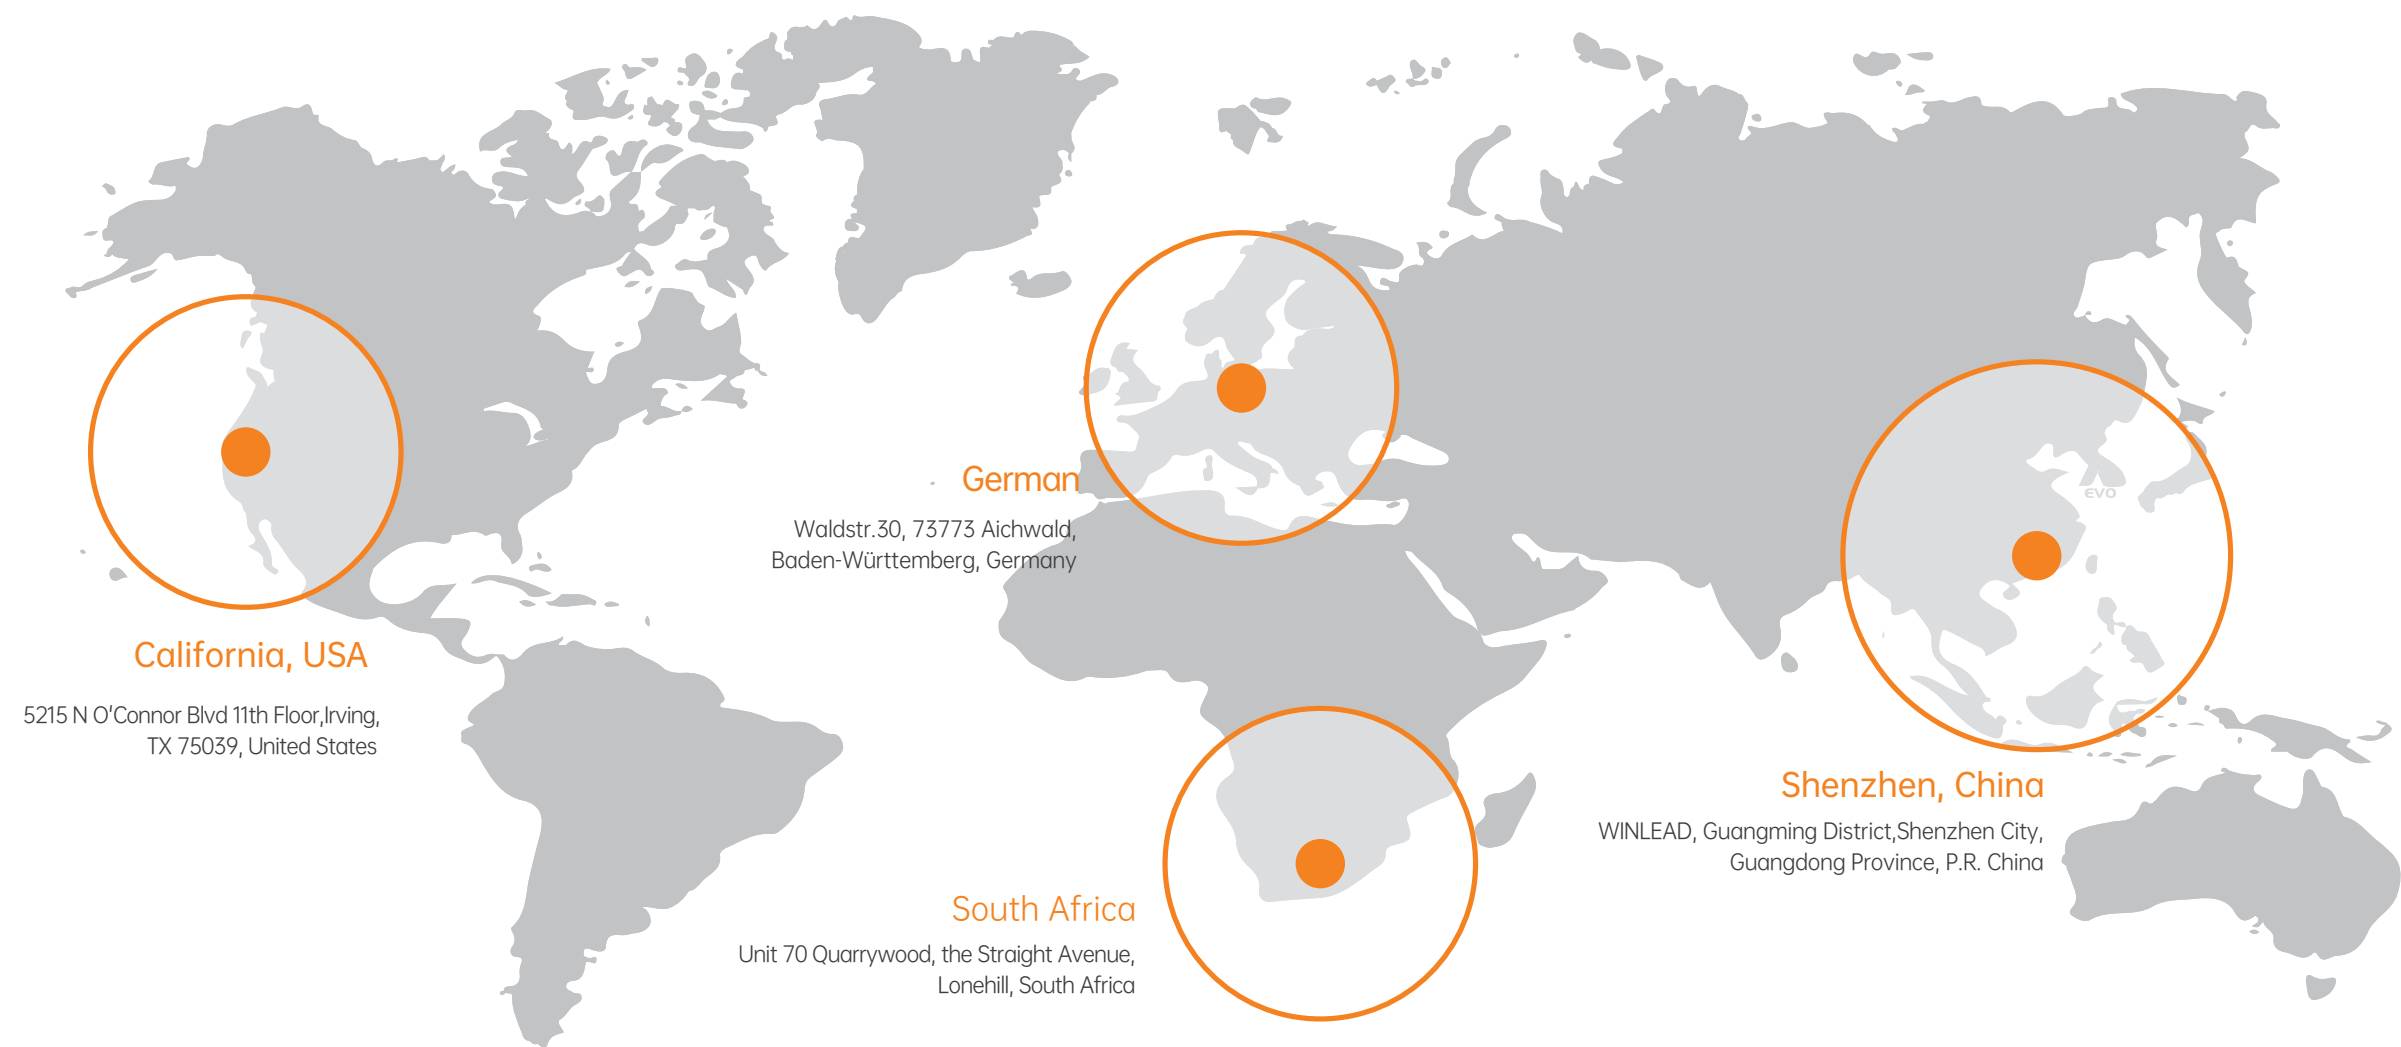 German
Waldstr.30, 73773 Aichwald,
Baden-Württemberg, Germany
EVO
California, USA
5215 N O'Connor Blvd 11th Floor,Irving,
TX 75039, United States
Shenzhen, China
WINLEAD, Guangming District,Shenzhen City,
Guangdong Province, P.R. China
South Africa
Unit 70 Quarrywood, the Straight Avenue,
Lonehill, South Africa